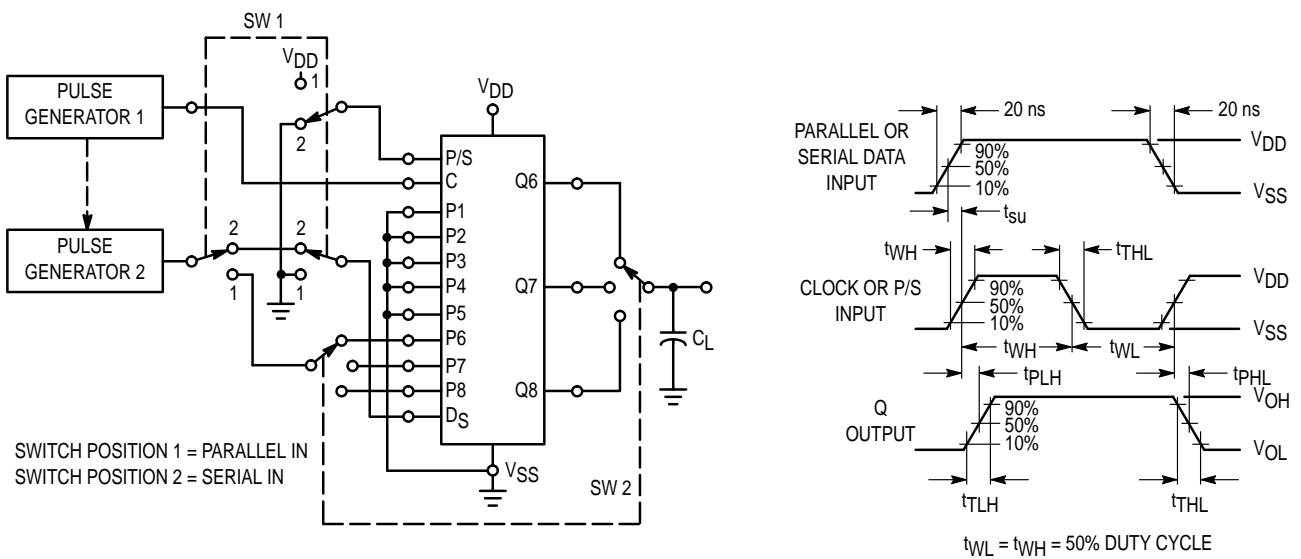 SW 1
VDD
1
2
PULSE
GENERATOR 1
PULSE
GENERATOR 2
2
1
2
1
VDD
P/S
C
P1
P2
P3
P4
P5
P6
P7
P8
DS
Q6
Q7
Q8
CL
VSS
SW 2
SWITCH POSITION 1 = PARALLEL IN
SWITCH POSITION 2 = SERIAL IN
20 ns
20 ns
PARALLEL OR
SERIAL DATA
INPUT
90%
50%
10%
VDD
VSS
tsu
tWH
tTHL
CLOCK OR P/S
INPUT
90%
50%
10%
VDD
VSS
tWH
tWL
tPLH
tPHL
Q
OUTPUT
90%
50%
10%
VOH
VOL
tTLH
tTHL
tWL = tWH = 50% DUTY CYCLE